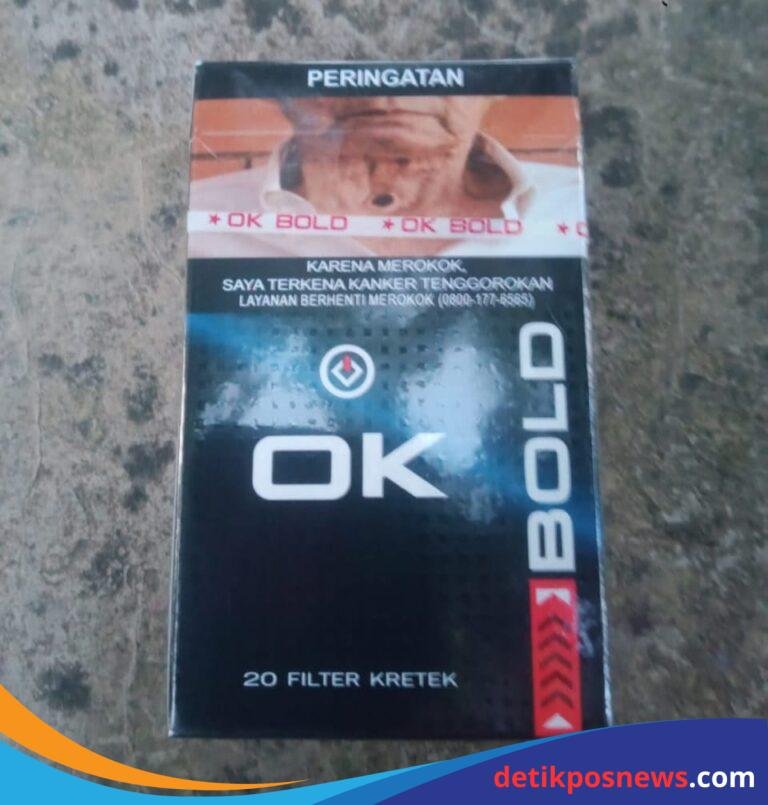 PERINGATAN
★OK BOLD ★OK BOLD ★
KARENA MEROKOK,
SAYA TERKENA KANKER TENGGOROKAN
LAYANAN BERHENTI MEROKOK (0800-177-6565)
OK
BOLD
20 FILTER KRETEK
detikposnews.com